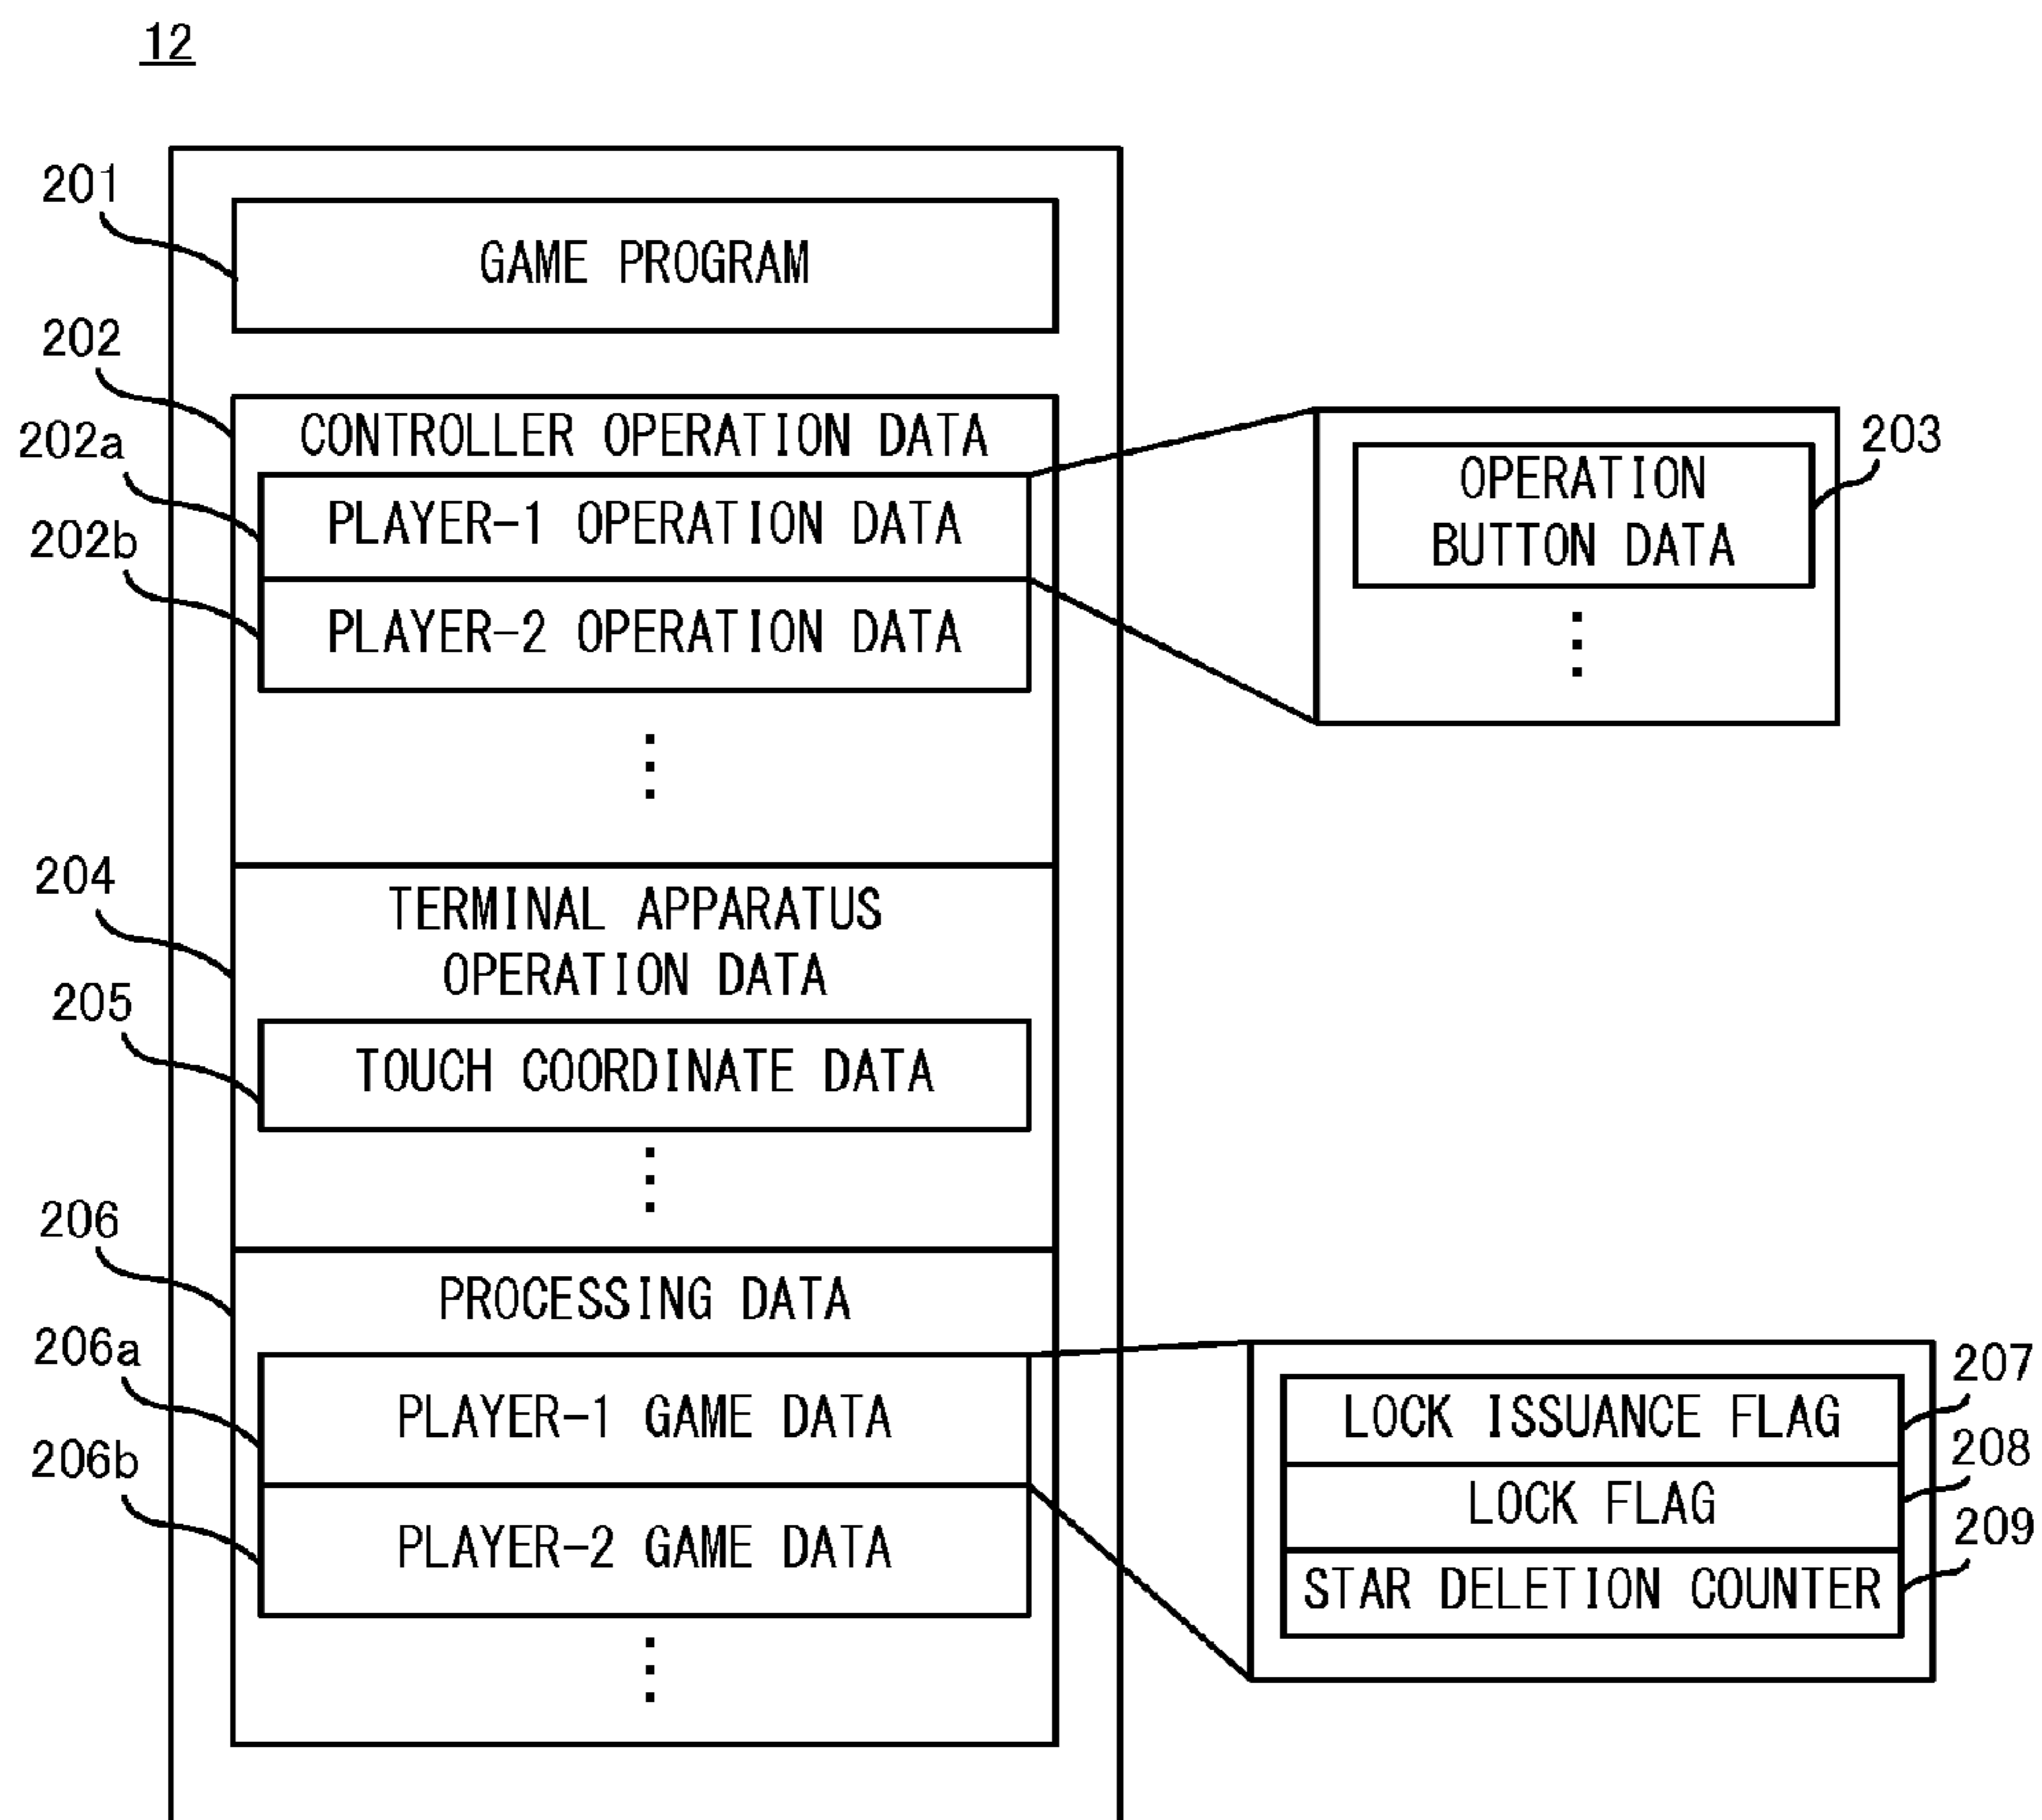 12
201
GAME PROGRAM
202
CONTROLLER OPERATION DATA
202a
PLAYER-1 OPERATION DATA
202b
PLAYER-2 OPERATION DATA
OPERATION
BUTTON DATA
203
204
TERMINAL APPARATUS
OPERATION DATA
205
TOUCH COORDINATE DATA
206
PROCESSING DATA
206a
PLAYER-1 GAME DATA
206b
PLAYER-2 GAME DATA
LOCK ISSUANCE FLAG
207
LOCK FLAG
208
STAR DELETION COUNTER
209